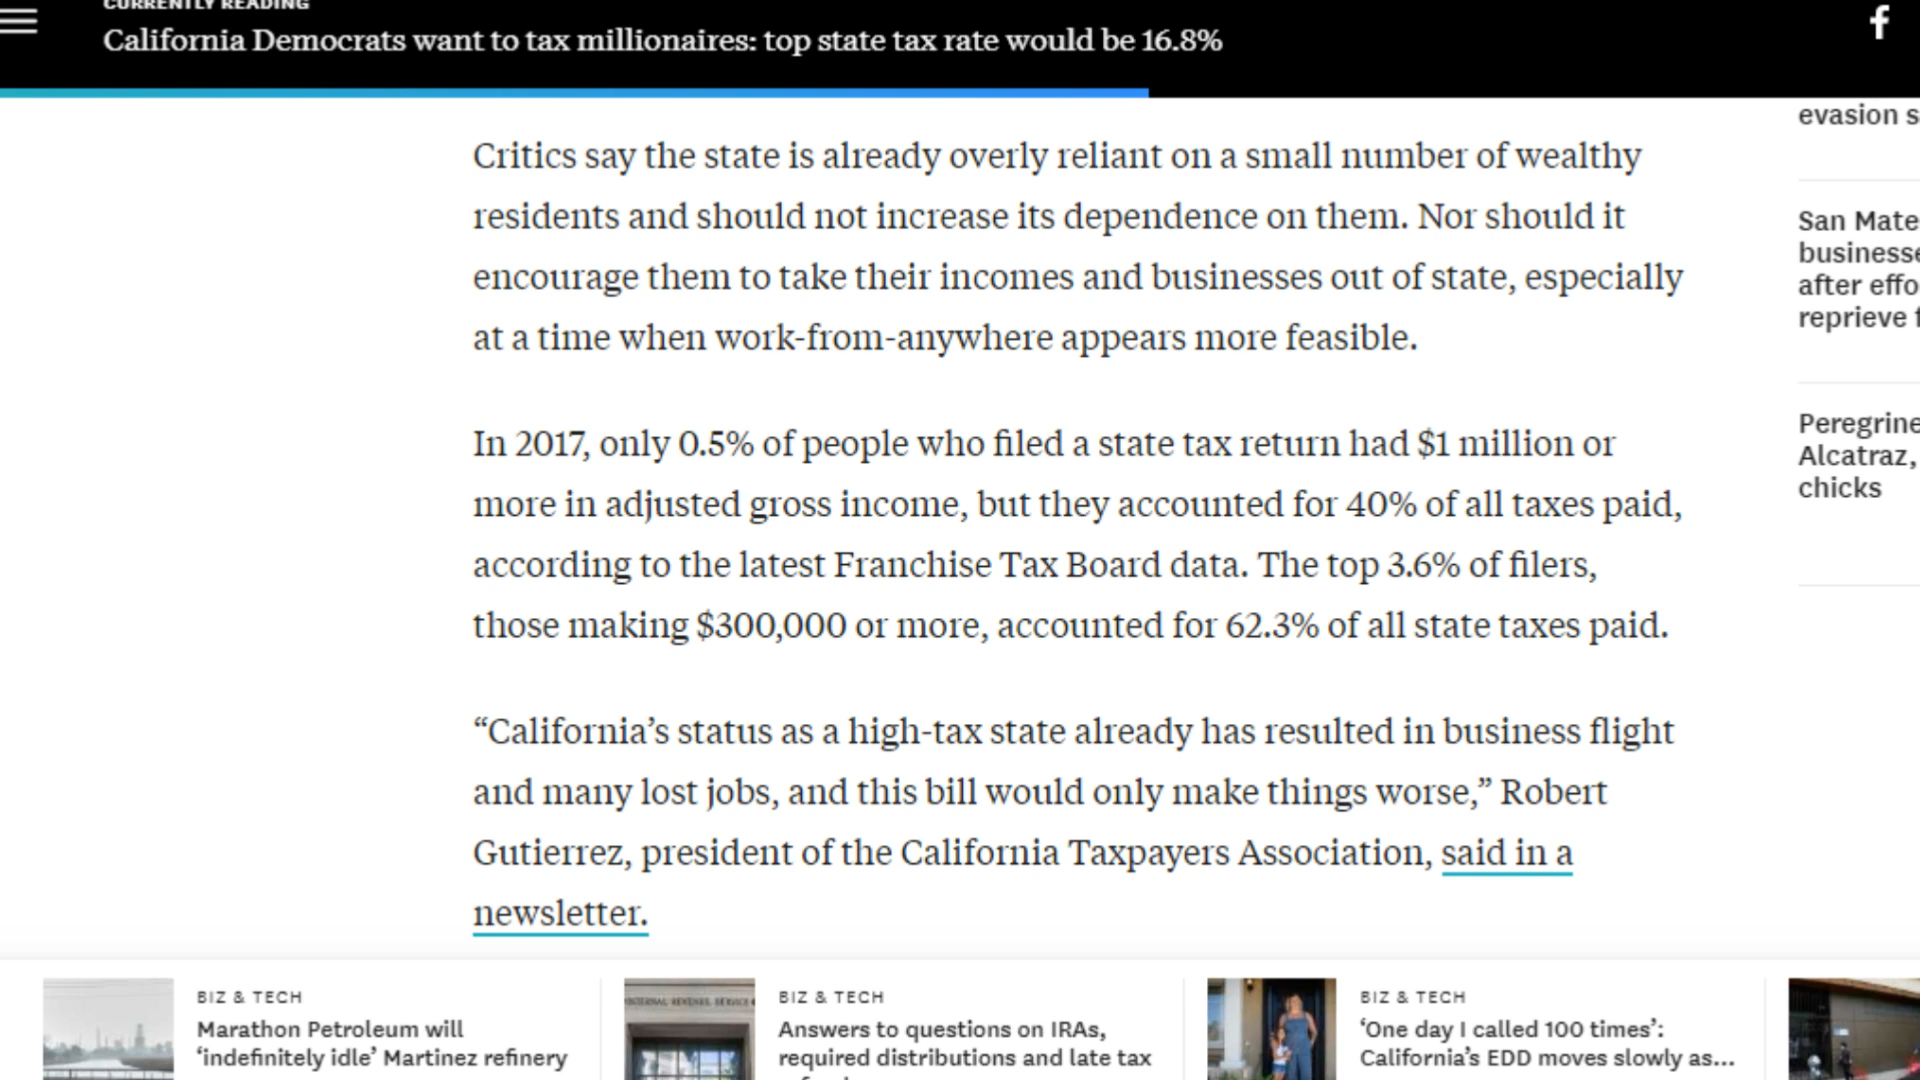 CURRENTLY READING
California Democrats want to tax millionaires: top state tax rate would be 16.8%
f
Critics say the state is already overly reliant on a small number of wealthy
residents and should not increase its dependence on them. Nor should it
encourage them to take their incomes and businesses out of state, especially
at a time when work-from-anywhere appears more feasible.
In 2017, only 0.5% of people who filed a state tax return had $1 million or
more in adjusted gross income, but they accounted for 40% of all taxes paid,
according to the latest Franchise Tax Board data. The top 3.6% of filers,
those making $300,000 or more, accounted for 62.3% of all state taxes paid.
“California’s status as a high-tax state already has resulted in business flight
and many lost jobs, and this bill would only make things worse,” Robert
Gutierrez, president of the California Taxpayers Association, said in a
newsletter.
evasion
San Mate
business
after effo
reprieve
Peregrine
Alcatraz,
chicks
BIZ & TECH
Marathon Petroleum will
‘indefinitely idle’ Martinez refinery
INTERNAL REVENUE SERVICE
BIZ & TECH
Answers to questions on IRAs,
required distributions and late tax
BIZ & TECH
‘One day I called 100 times’:
California’s EDD moves slowly as...